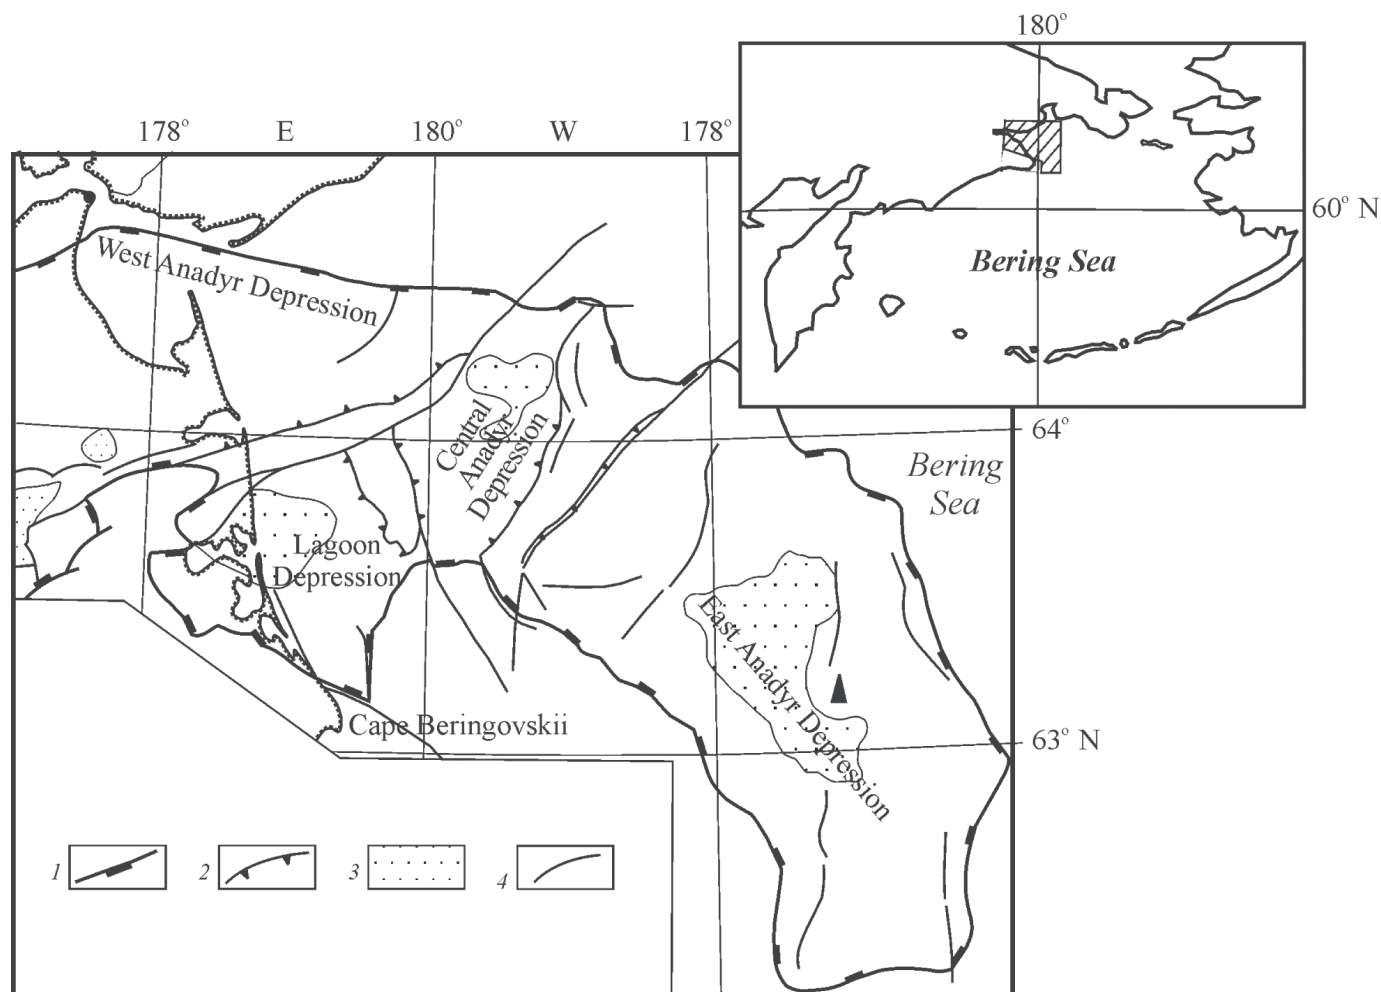 180°
178° E 180° W 178°
60° N
Bering Sea
West Anadyr Depression
64°
Bering
Sea
Central
Anadyr
Depression
Lagoon
Depression
East Anadyr Depression
Cape Beringovskii
63° N
1 2 3 4